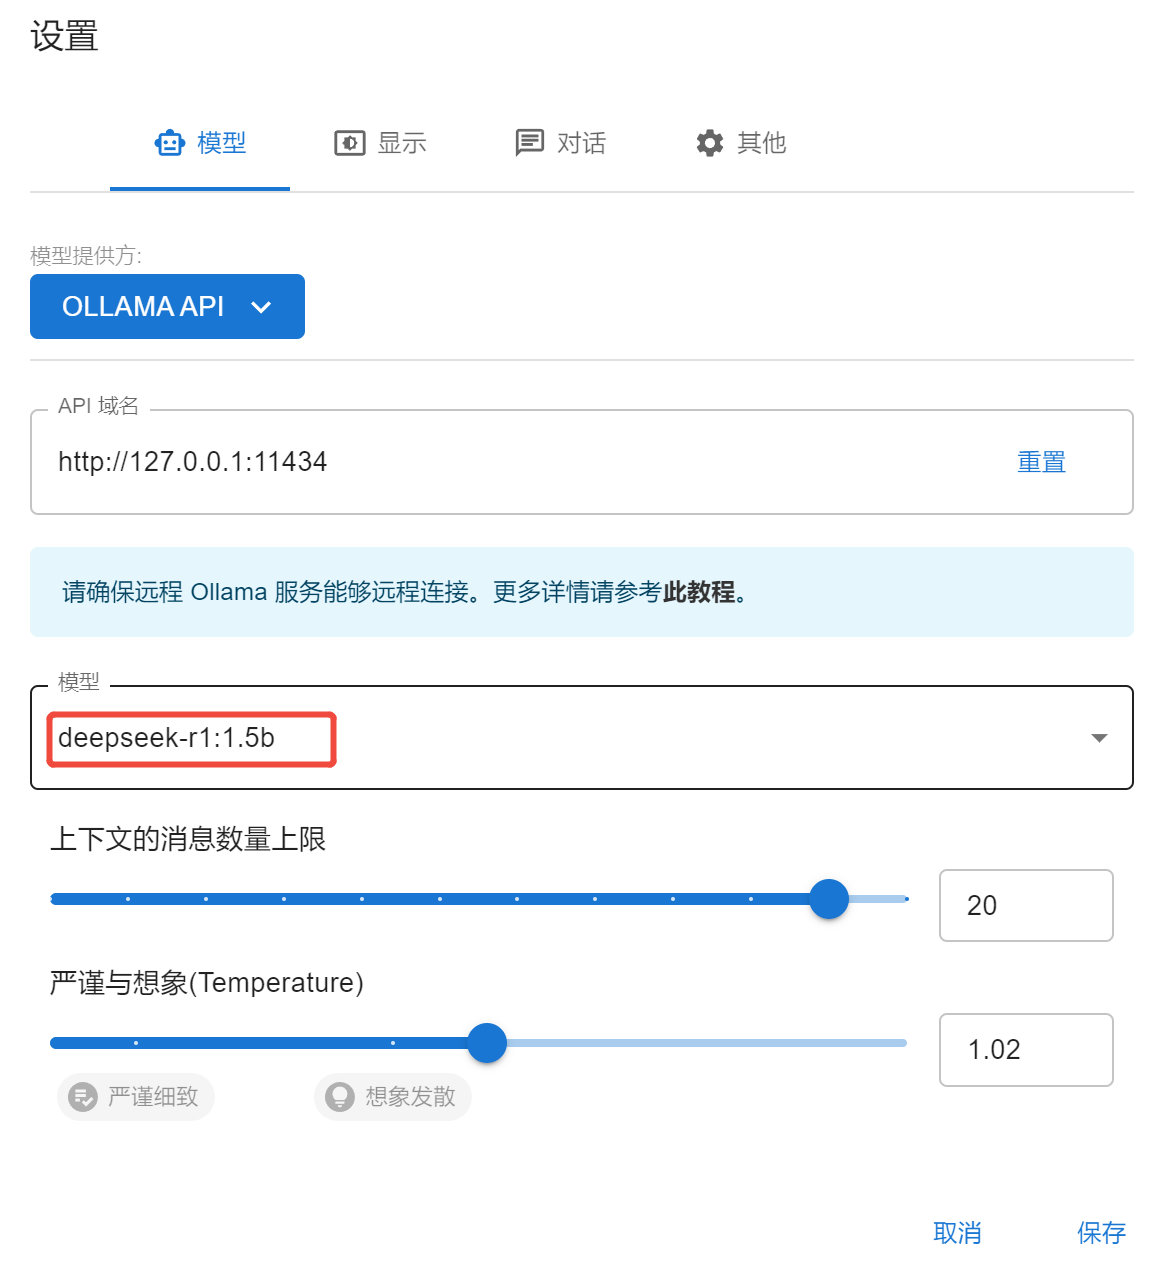 设置
模型 显示 对话 其他
模型提供方:
OLLAMA API
API 域名
http://127.0.0.1:11434 重置
请确保远程 Ollama 服务能够远程连接。更多详情请参考此教程。
模型
deepseek-r1:1.5b
上下文的消息数量上限
20
严谨与想象(Temperature)
1.02
严谨细致 想象发散
取消 保存